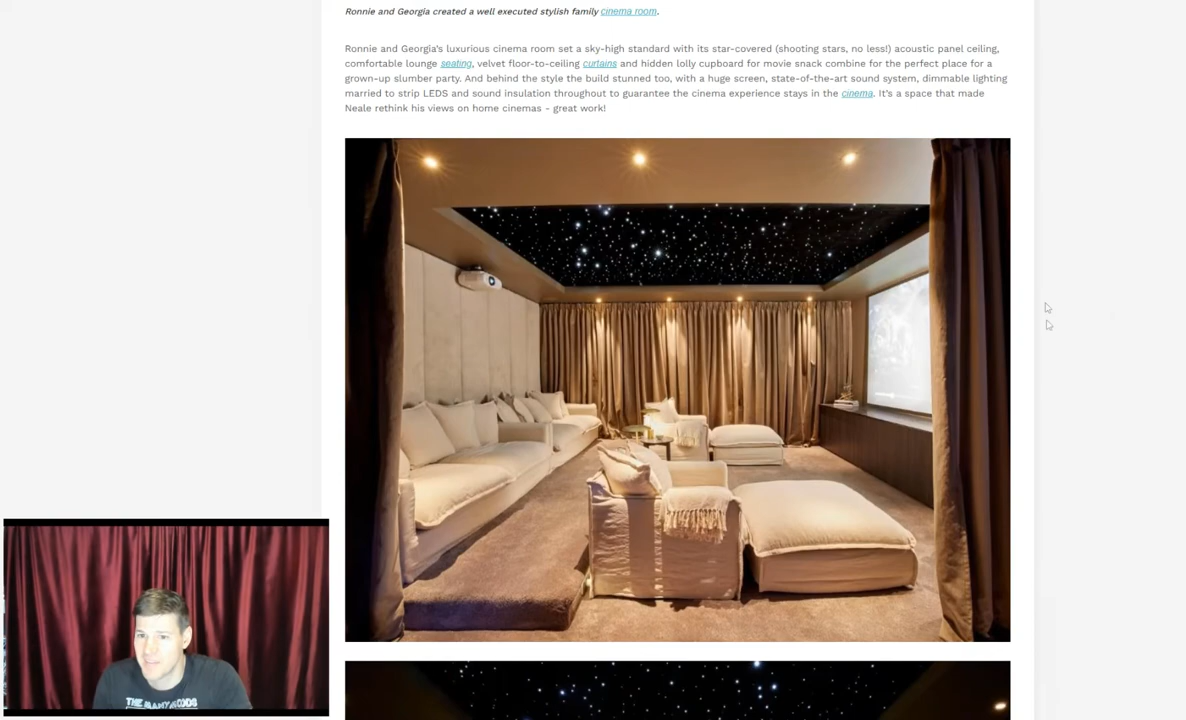 Ronnie and Georgia created a well executed stylish family cinema room.
Ronnie and Georgia's luxurious cinema room set a sky-high standard with its star-covered (shooting stars, no less!) acoustic panel ceiling,
comfortable lounge seating, velvet floor-to-ceiling curtains and hidden lolly cupboard for movie snack combine for the perfect place for a
grown-up slumber party. And behind the style the build stunned too, with a huge screen, state-of-the-art sound system, dimmable lighting
married to strip LEDS and sound insulation throughout to guarantee the cinema experience stays in the cinema. It's a space that made
Neale rethink his views on home cinemas - great work!
THE MANY